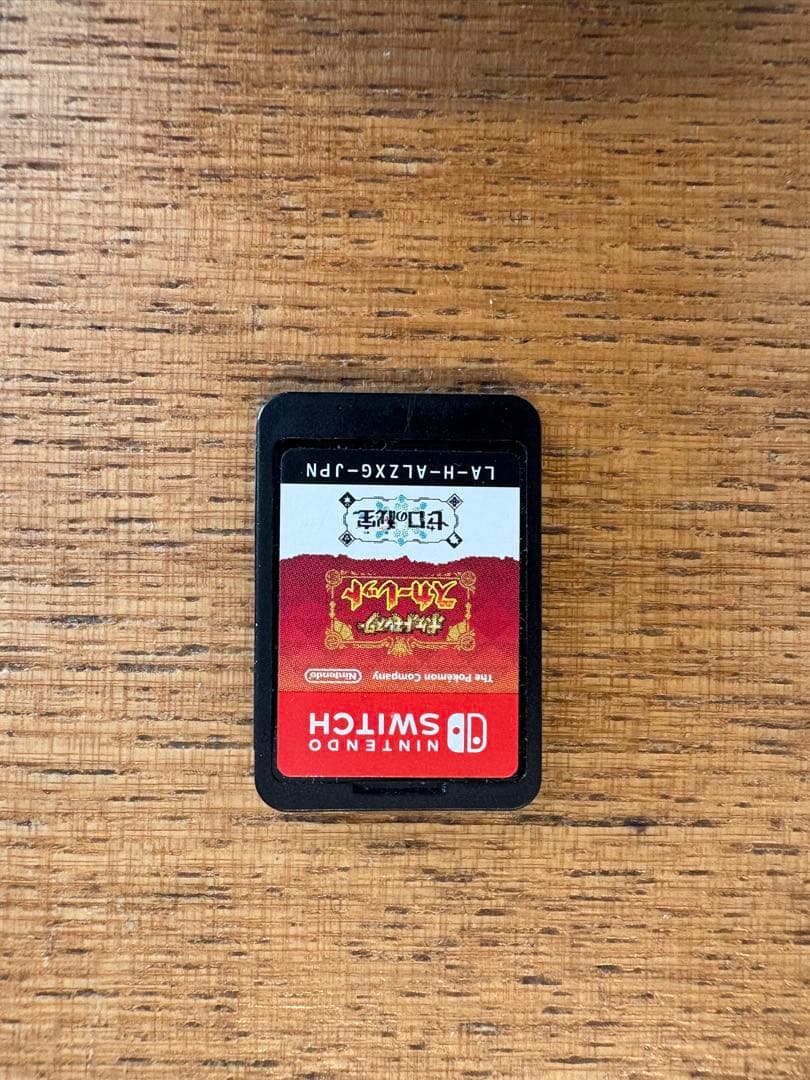 NINTENDO
SWITCH
The Pokémon Company Nintendo
ポケットモンスター
スカーレット
ゼロの秘宝
LA-H-ALZXG-JPN